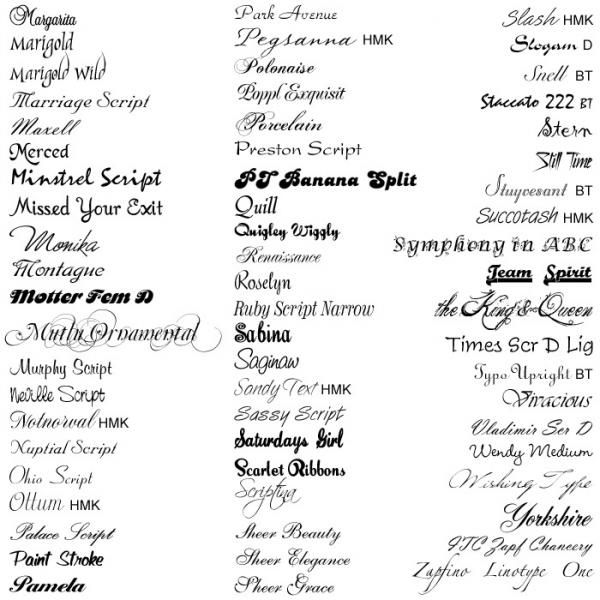 Margarita
Marigold
Marigold Wild
Marriage Script
Maxell
Merced
Minstrel Script
Missed Your Exit
Monika
Montague
Motter Fem D
Mutlu Ornamental
Murphy Script
Neville Script
Notnorval HMK
Nuptial Script
Ohio Script
Ottum HMK
Palace Script
Paint Stroke
Pamela
Park Avenue
Pegsanna HMK
Polonaise
Poppl Exquisit
Porcelain
Preston Script
PT Banana Split
Quill
Quigley Wiggly
Renaissance
Roselyn
Ruby Script Narrow
Sabina
Saginaw
Sandy Text HMK
Sassy Script
Saturdays Girl
Scarlet Ribbons
Scriptina
Sheer Beauty
Sheer Elegance
Sheer Grace
Slash HMK
Slogan D
Snell BT
Staccato 222 BT
Stern
Still Time
Stuyvesant BT
Succotash HMK
Symphony in ABC
Team Spirit
the King & Queen
Times Scr D Lig
Typo Upright BT
Vivacious
Vladimir Scr D
Wendy Medium
Wishing Type
Yorkshire
ITC Zapf Chancery
Zapfino Linotype One